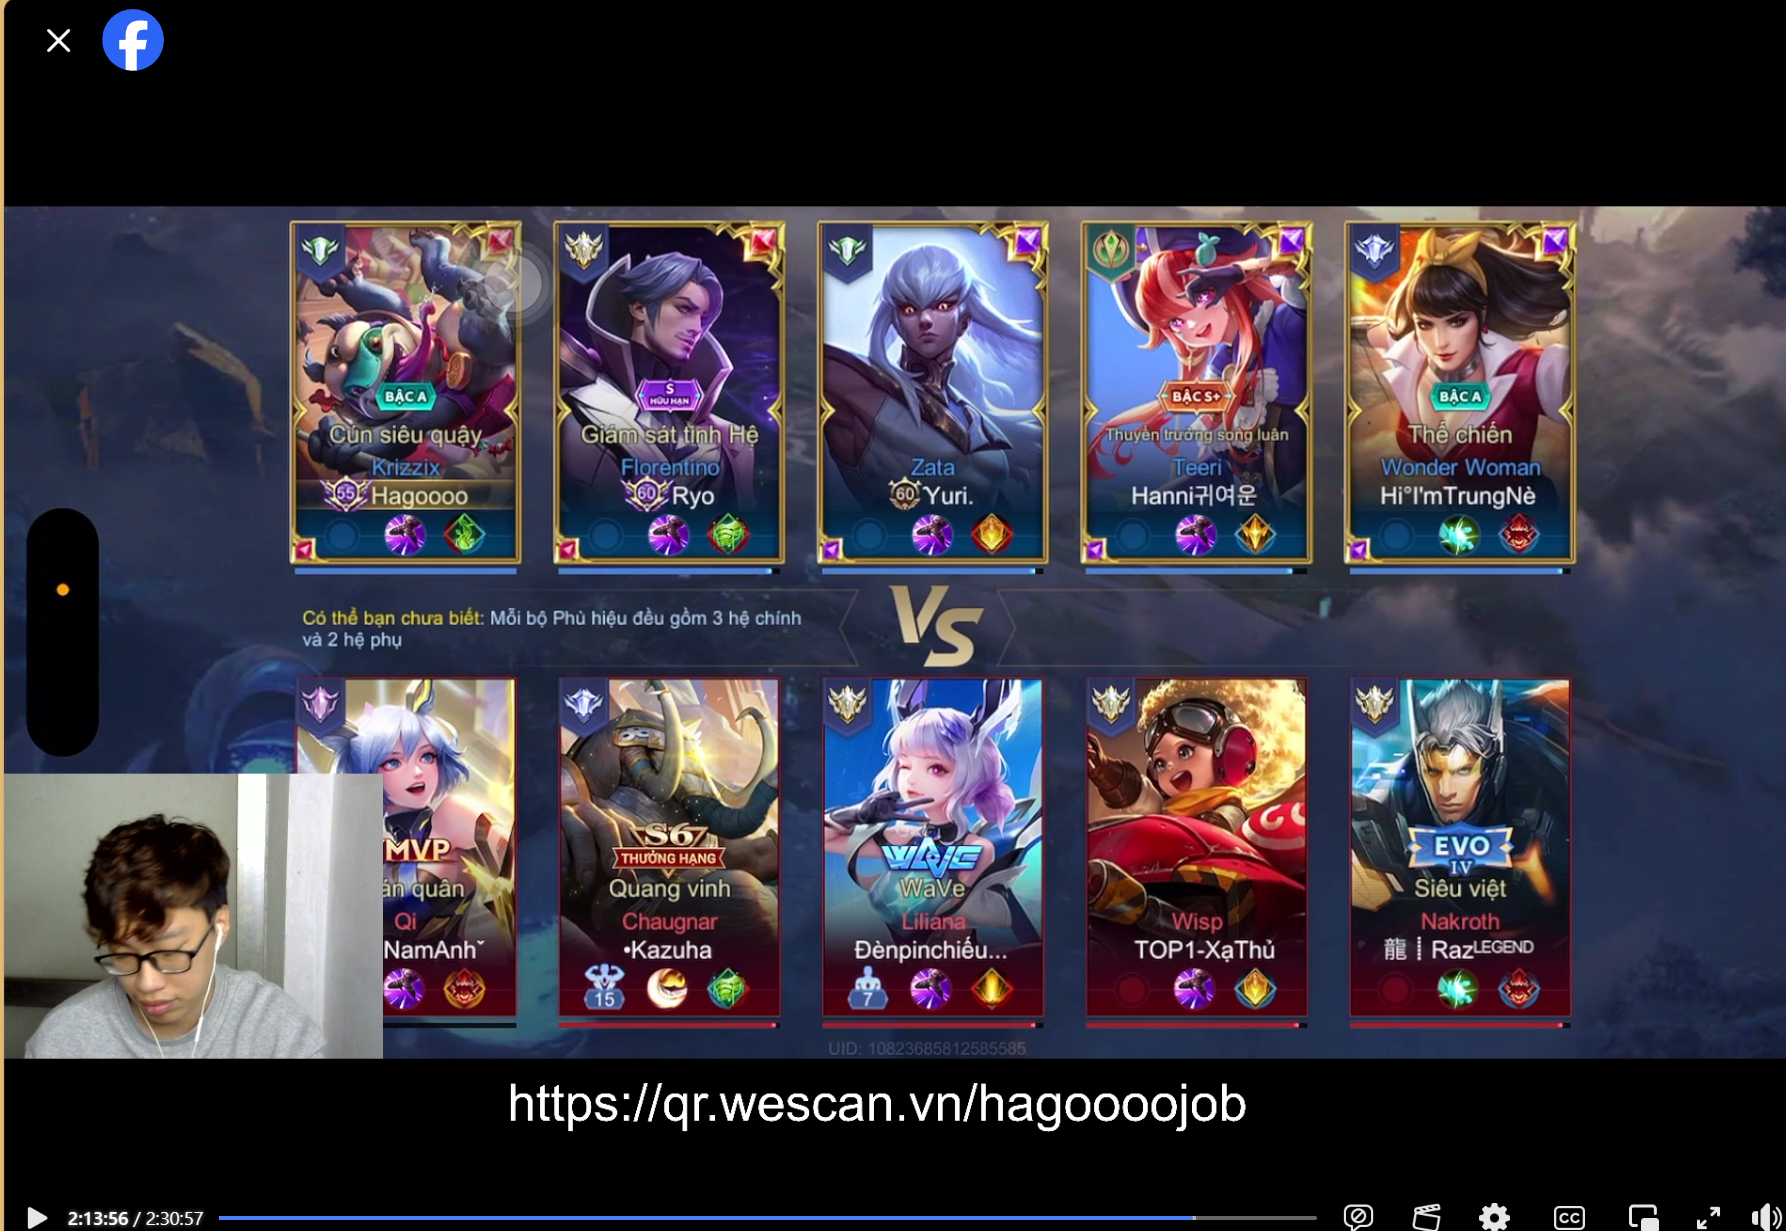 BẬC A
Cún siêu quậy
Krizzix
55 Hagoooo
S
HỮU HẠN
Giám sát tinh Hệ
Florentino
60 Ryo
Zata
60 Yuri.
BẬC S+
Thuyền trưởng song luân
Teeri
Hanni귀여운
BẬC A
Thế chiến
Wonder Woman
Hi°I'mTrungNè
Có thể bạn chưa biết: Mỗi bộ Phù hiệu đều gồm 3 hệ chính
và 2 hệ phụ
VS
MVP
án quân
Qi
NamAnhˇ
S6
THƯỞNG HẠNG
Quang vinh
Chaugnar
•Kazuha
15
WAVE
WaVe
Liliana
Đènpinchiếu...
7
Wisp
TOP1-XạThủ
EVO
IV
Siêu việt
Nakroth
龍┋Raz LEGEND
UID: 10823685812585585
https://qr.wescan.vn/hagoooojob
2:13:56 / 2:30:57
CC